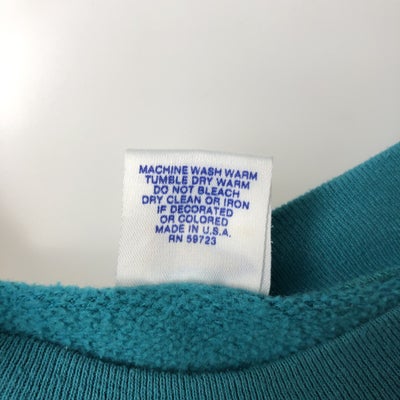 MACHINE WASH WARM
TUMBLE DRY WARM
DO NOT BLEACH
DRY CLEAN OR IRON
IF DECORATED
OR COLORED
MADE IN U.S.A.
RN 59723